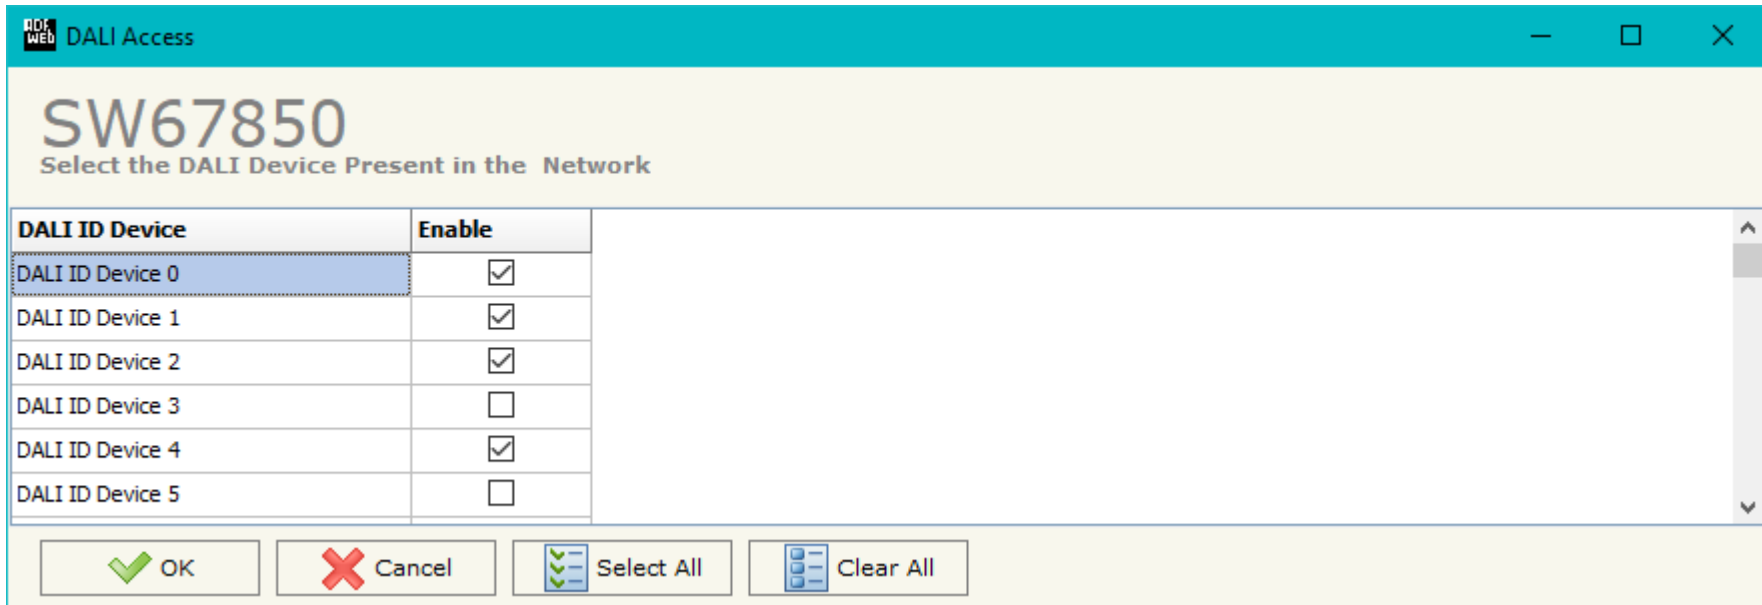 ADF
WEB DALI Access
SW67850
Select the DALI Device Present in the Network
DALI ID Device Enable
DALI ID Device 0
DALI ID Device 1
DALI ID Device 2
DALI ID Device 3
DALI ID Device 4
DALI ID Device 5
OK Cancel Select All Clear All